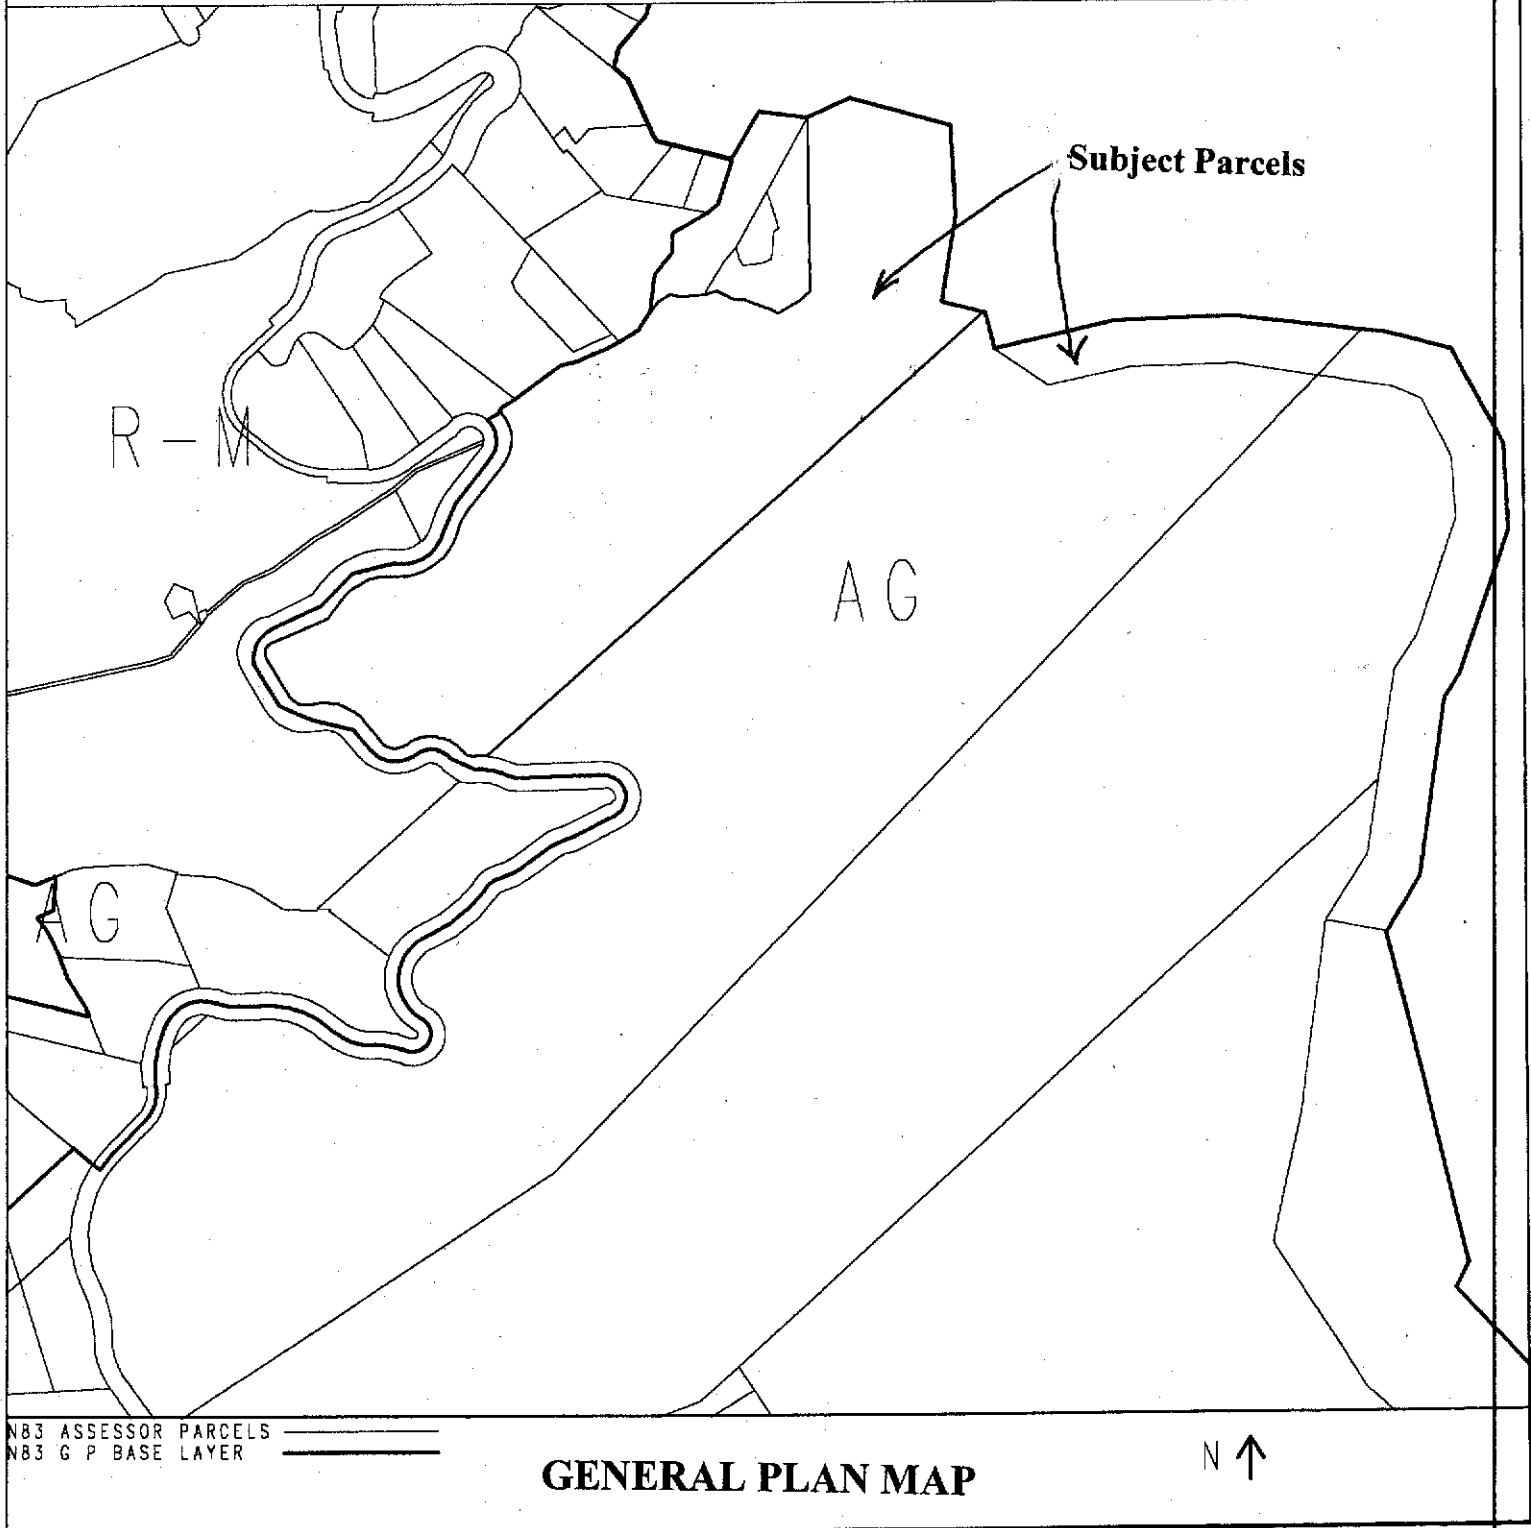 Subject Parcels
R-M
AG
AG
N83 ASSESSOR PARCELS
N83 G P BASE LAYER
GENERAL PLAN MAP
N